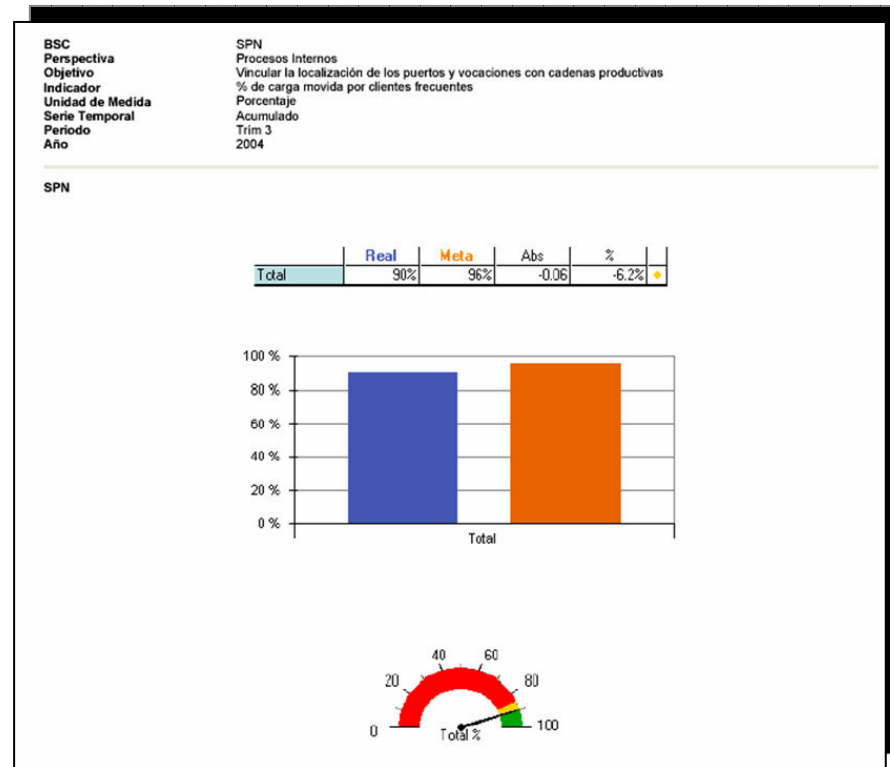 BSC SPN
Perspectiva Procesos Internos
Objetivo Vincular la localización de los puertos y vocaciones con cadenas productivas
Indicador % de carga movida por clientes frecuentes
Unidad de Medida Porcentaje
Serie Temporal Acumulado
Periodo Trim 3
Año 2004
SPN
Real Meta Abs %
Total 90% 96% -0.06 -6.2%
100 %
80 %
60 %
40 %
20 %
0 %
Total
40 60
20 80
0 Total % 100